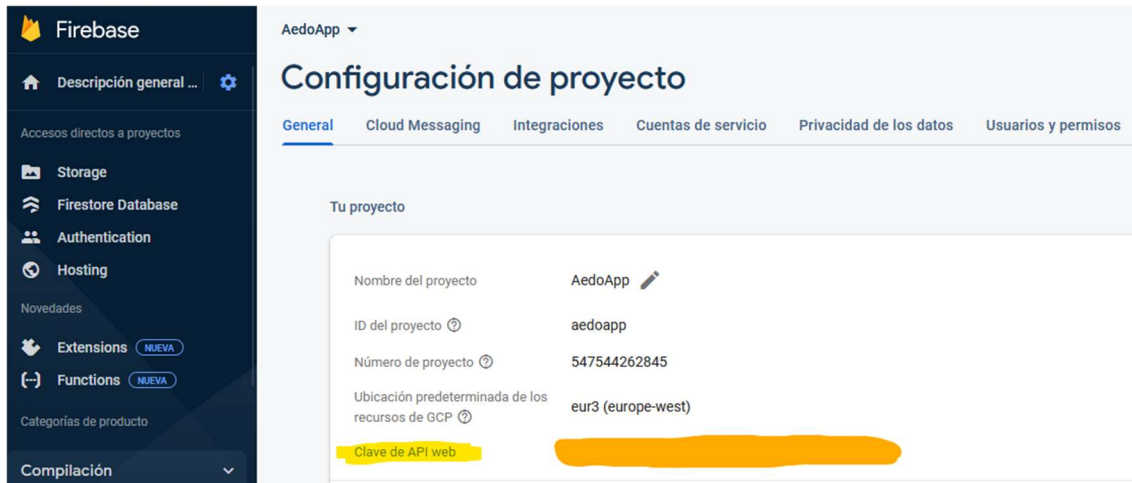 Firebase
Descripción general ...
Accesos directos a proyectos
Storage
Firestore Database
Authentication
Hosting
Novedades
Extensions NUEVA
Functions NUEVA
Categorías de producto
Compilación
AedoApp
Configuración de proyecto
General Cloud Messaging Integraciones Cuentas de servicio Privacidad de los datos Usuarios y permisos
Tu proyecto
Nombre del proyecto AedoApp
ID del proyecto aedoapp
Número de proyecto 547544262845
Ubicación predeterminada de los
recursos de GCP eur3 (europe-west)
Clave de API web